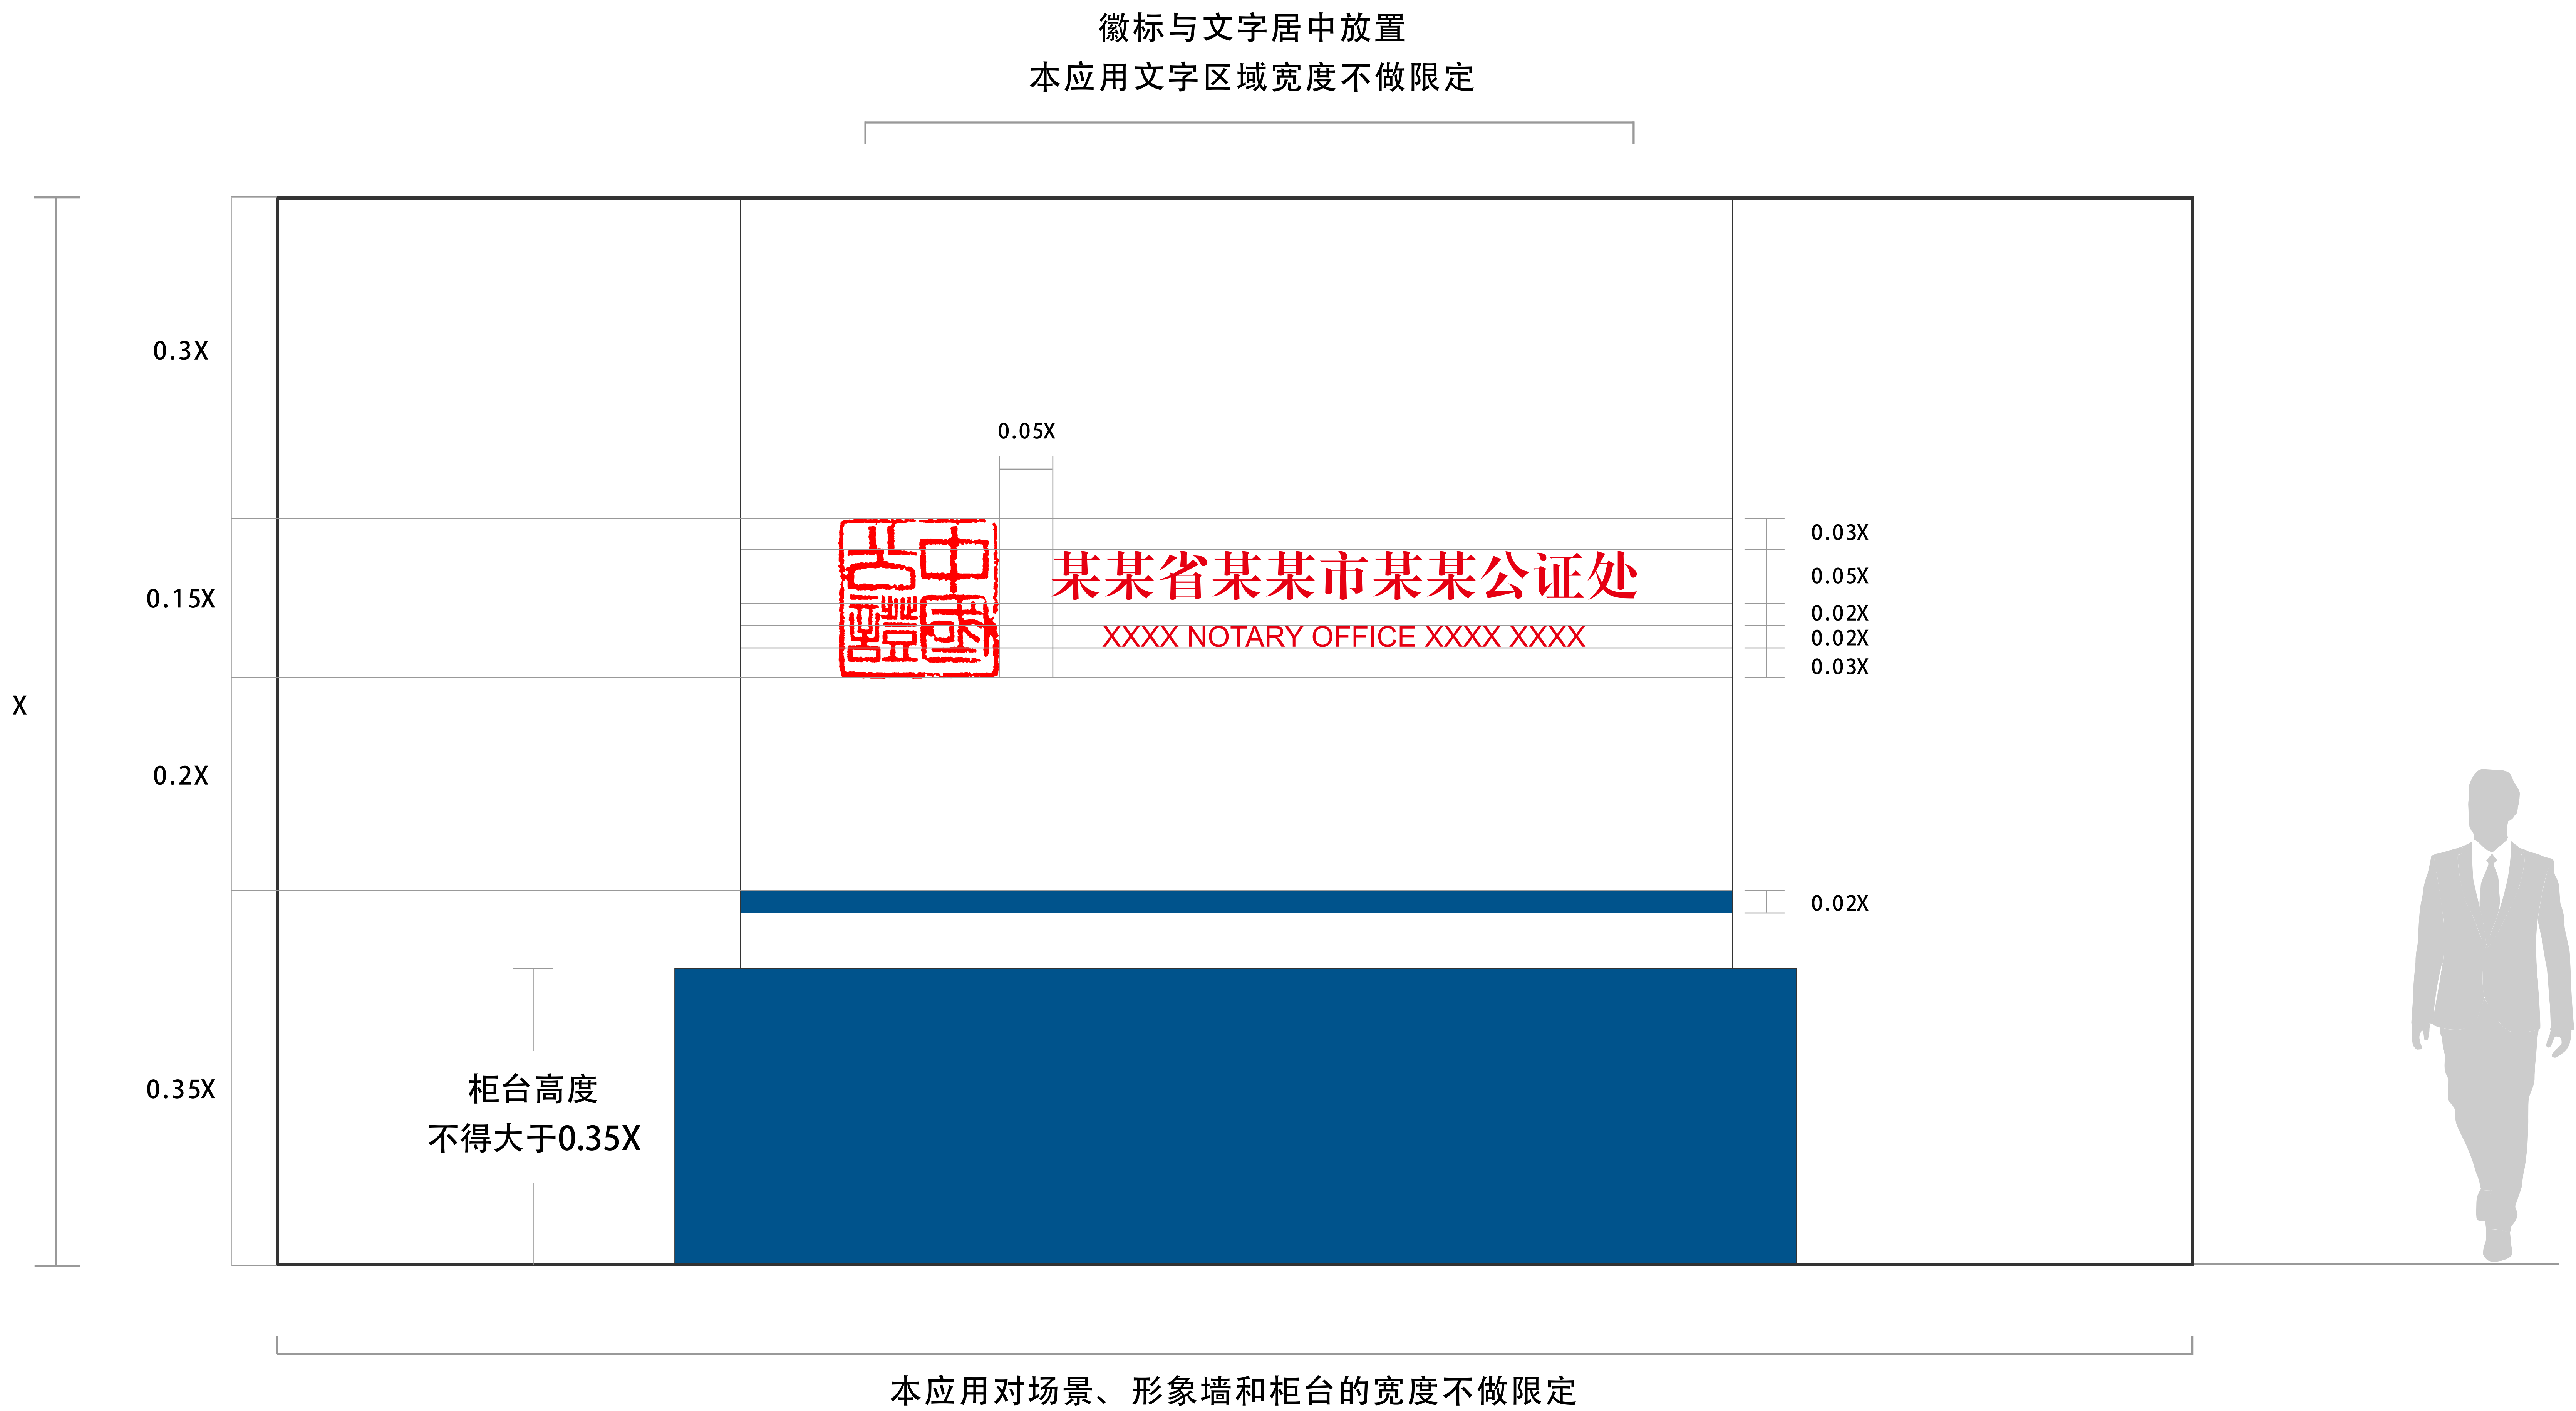 徽标与文字居中放置
本应用文字区域宽度不做限定
0.3X
0.05X
0.03X
某某省某某市某某公证处
0.05X
0.15X
0.02X
XXXX NOTARY OFFICE XXXX XXXX
0.02X
0.03X
X
0.2X
0.02X
0.35X
柜台高度
不得大于0.35X
本应用对场景、形象墙和柜台的宽度不做限定